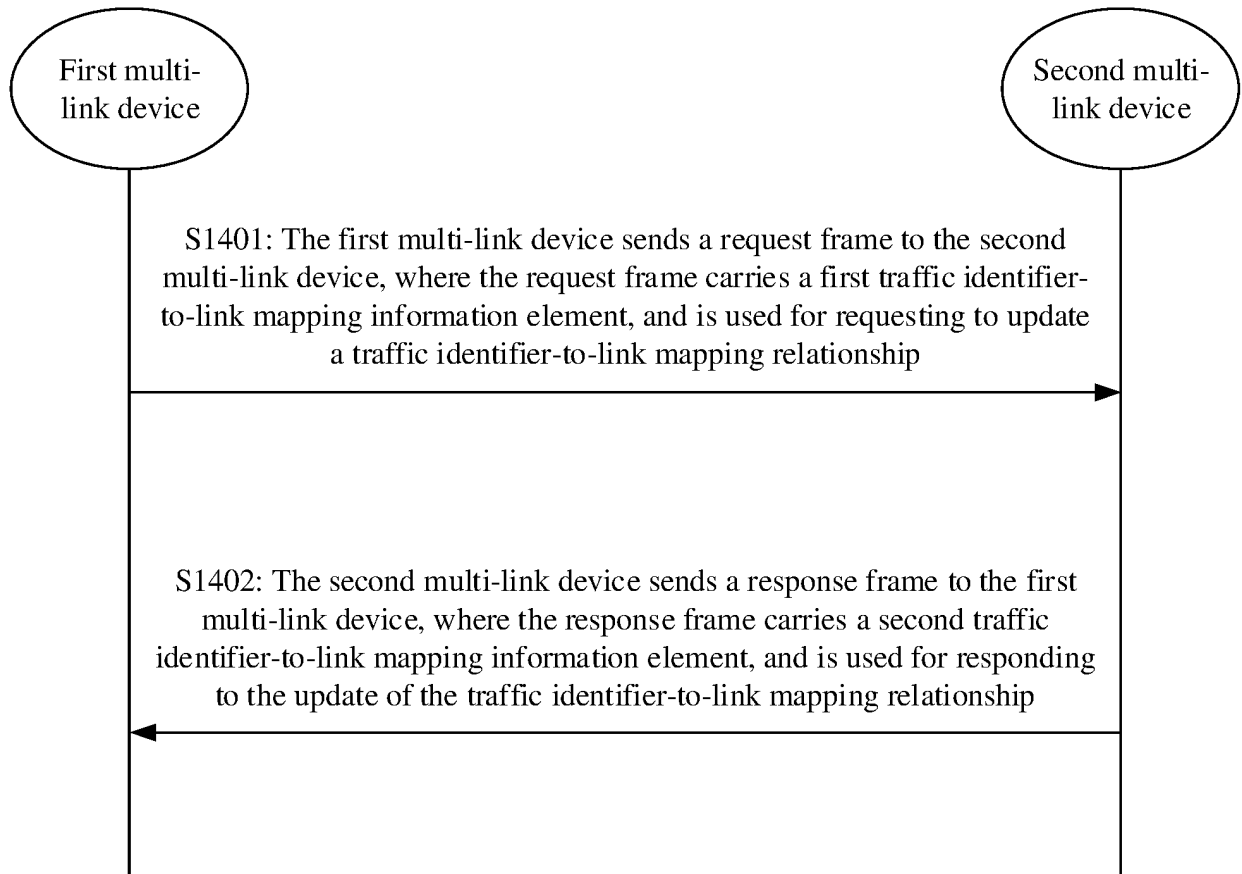 First multi-
link device
Second multi-
link device
S1401: The first multi-link device sends a request frame to the second
multi-link device, where the request frame carries a first traffic identifier-
to-link mapping information element, and is used for requesting to update
a traffic identifier-to-link mapping relationship
S1402: The second multi-link device sends a response frame to the first
multi-link device, where the response frame carries a second traffic
identifier-to-link mapping information element, and is used for responding
to the update of the traffic identifier-to-link mapping relationship